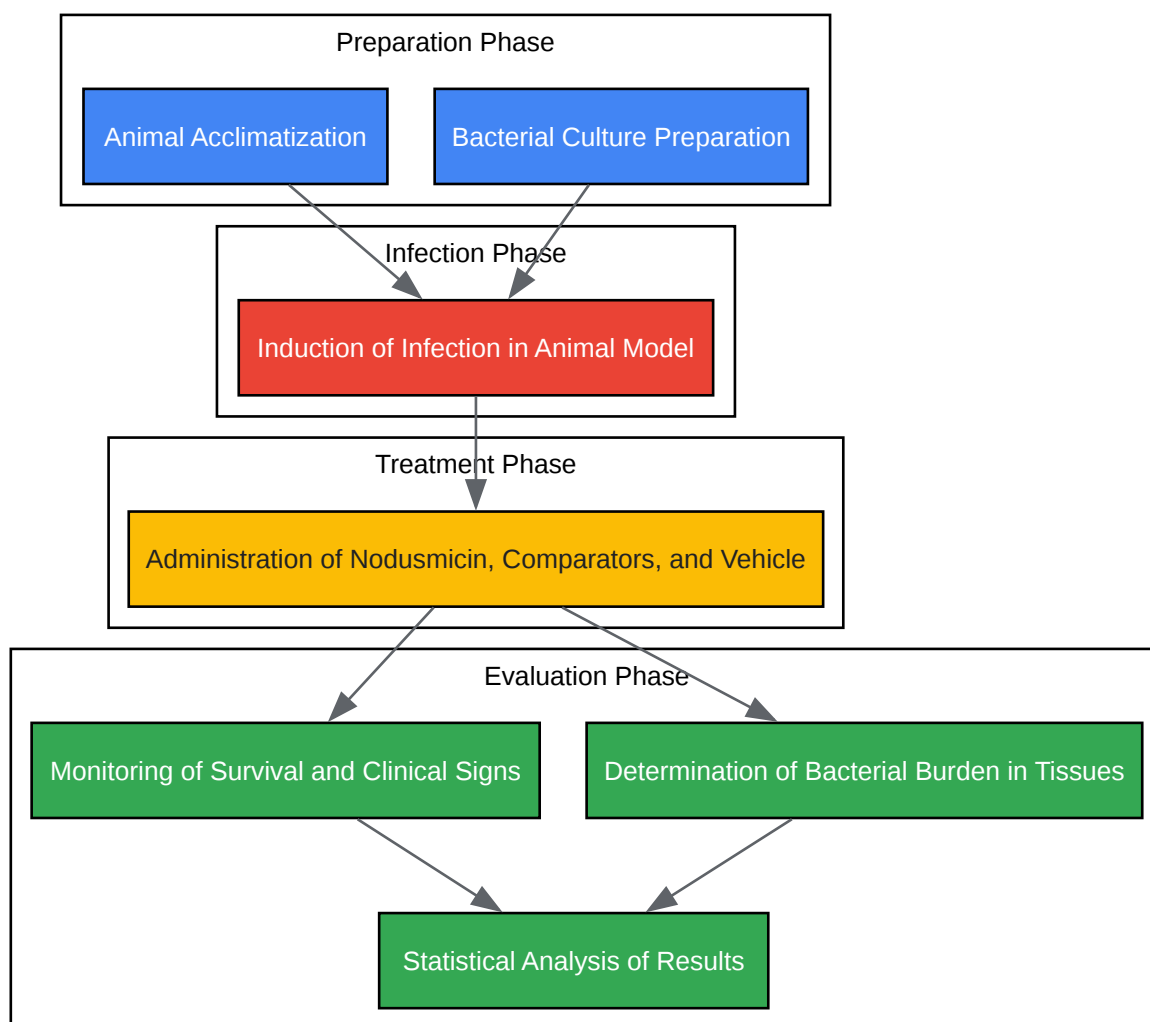 Preparation Phase
Animal Acclimatization
Bacterial Culture Preparation
Infection Phase
Induction of Infection in Animal Model
Treatment Phase
Administration of Nodusmicin, Comparators, and Vehicle
Evaluation Phase
Monitoring of Survival and Clinical Signs
Determination of Bacterial Burden in Tissues
Statistical Analysis of Results